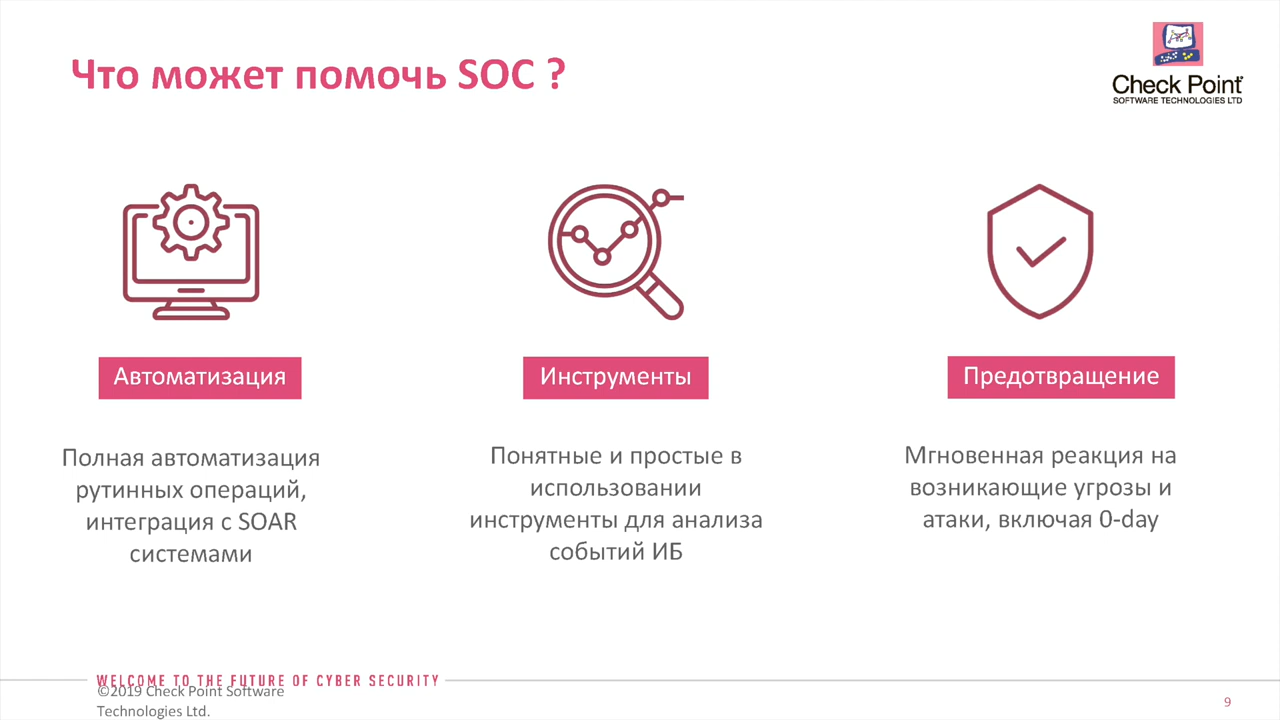 Что может помочь SOC ?
Check Point
SOFTWARE TECHNOLOGIES LTD
Автоматизация
Полная автоматизация
рутинных операций,
интеграция с SOAR
системами
Инструменты
Понятные и простые в
использовании
инструменты для анализа
событий ИБ
Предотвращение
Мгновенная реакция на
возникающие угрозы и
атаки, включая 0-day
WELCOME TO THE FUTURE OF CYBER SECURITY
©2019 Check Point Software
Technologies Ltd.
9